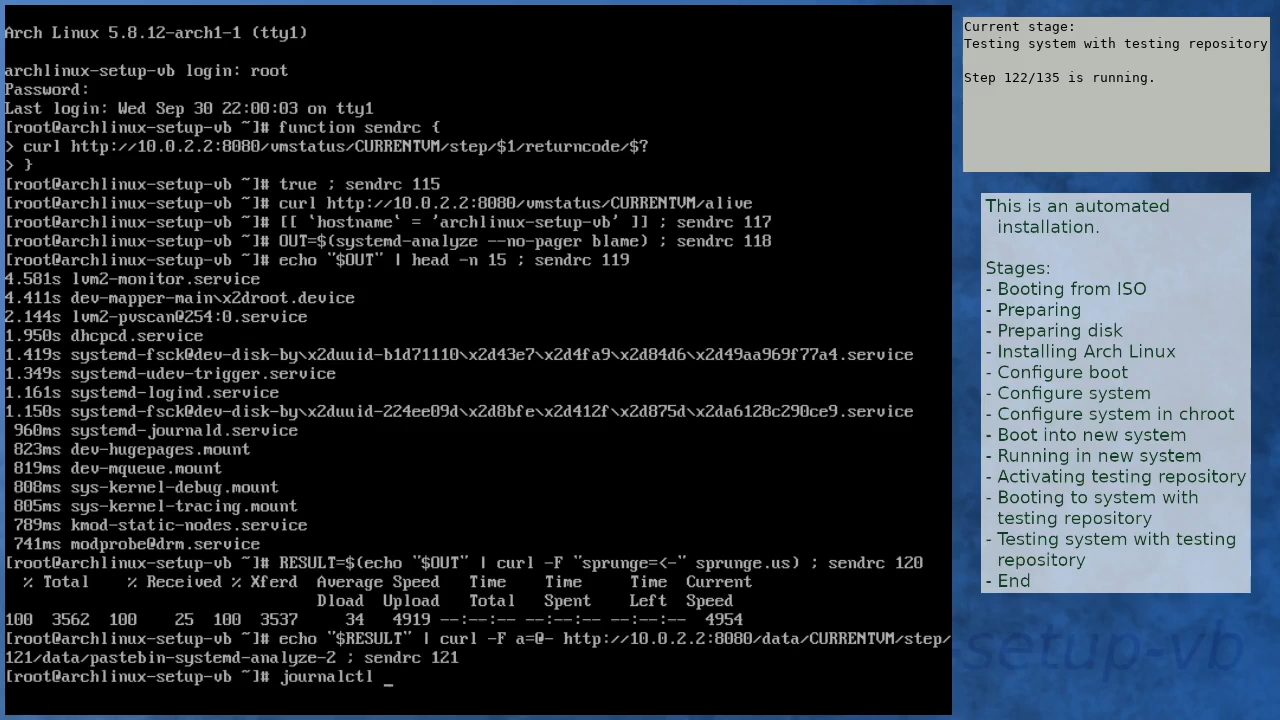 Arch Linux 5.8.12-arch1-1 (tty1)
archlinux-setup-vb login: root
Password:
Last login: Wed Sep 30 22:00:03 on tty1
[root@archlinux-setup-vb ~]# function sendrc {
> curl http://10.0.2.2:8080/vmstatus/CURRENTVM/step/$1/returncode/$?
> }
[root@archlinux-setup-vb ~]# true ; sendrc 115
[root@archlinux-setup-vb ~]# curl http://10.0.2.2:8080/vmstatus/CURRENTVM/alive
[root@archlinux-setup-vb ~]# [[ `hostname` = 'archlinux-setup-vb' ]] ; sendrc 117
[root@archlinux-setup-vb ~]# OUT=$(systemd-analyze --no-pager blame) ; sendrc 118
[root@archlinux-setup-vb ~]# echo "$OUT" | head -n 15 ; sendrc 119
4.581s lvm2-monitor.service
4.411s dev-mapper-main\x2droot.device
2.144s lvm2-pvscan@254:0.service
1.950s dhcpcd.service
1.419s systemd-fsck@dev-disk-by\x2duuid-b1d71110\x2d43e7\x2d4fa9\x2d84d6\x2d49aa969f77a4.service
1.349s systemd-udev-trigger.service
1.161s systemd-logind.service
1.150s systemd-fsck@dev-disk-by\x2duuid-224ee09d\x2d8bfe\x2d412f\x2d875d\x2da6128c290ce9.service
960ms systemd-journald.service
823ms dev-hugepages.mount
819ms dev-mqueue.mount
808ms sys-kernel-debug.mount
805ms sys-kernel-tracing.mount
789ms kmod-static-nodes.service
741ms modprobe@drm.service
[root@archlinux-setup-vb ~]# RESULT=$(echo "$OUT" | curl -F "sprunge=<-" sprunge.us) ; sendrc 120
% Total % Received % Xferd Average Speed Time Time Time Current
Dload Upload Total Spent Left Speed
100 3562 100 25 100 3537 34 4919 --:--:-- --:--:-- --:--:-- 4954
[root@archlinux-setup-vb ~]# echo "$RESULT" | curl -F a=@- http://10.0.2.2:8080/data/CURRENTVM/step/
121/data/pastebin-systemd-analyze-2 ; sendrc 121
[root@archlinux-setup-vb ~]# journalctl _
Current stage:
Testing system with testing repository
Step 122/135 is running.
This is an automated
installation.
Stages:
- Booting from ISO
- Preparing
- Preparing disk
- Installing Arch Linux
- Configure boot
- Configure system
- Configure system in chroot
- Boot into new system
- Running in new system
- Activating testing repository
- Booting to system with
testing repository
- Testing system with testing
repository
- End
setup-vb